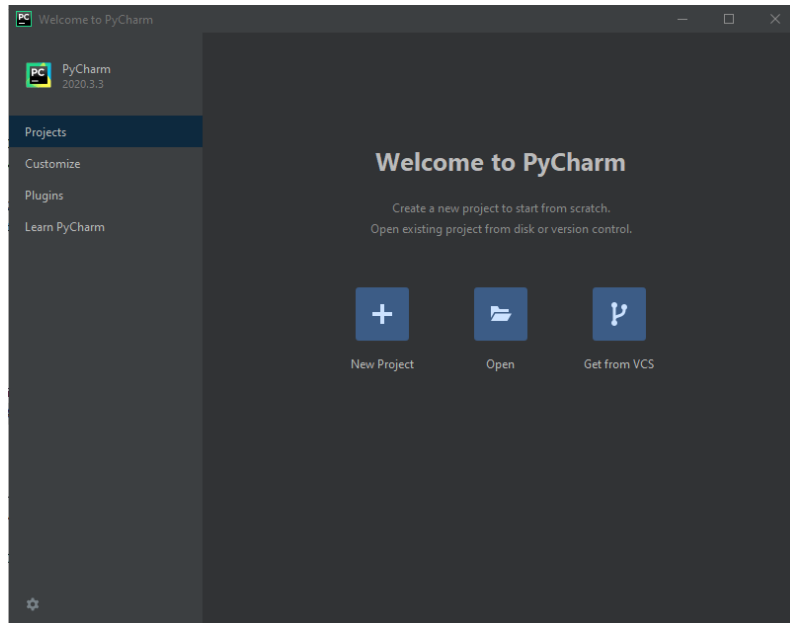 Welcome to PyCharm
PyCharm
2020.3.3
Projects
Customize
Plugins
Learn PyCharm
Welcome to PyCharm
Create a new project to start from scratch.
Open existing project from disk or version control.
New Project
Open
Get from VCS